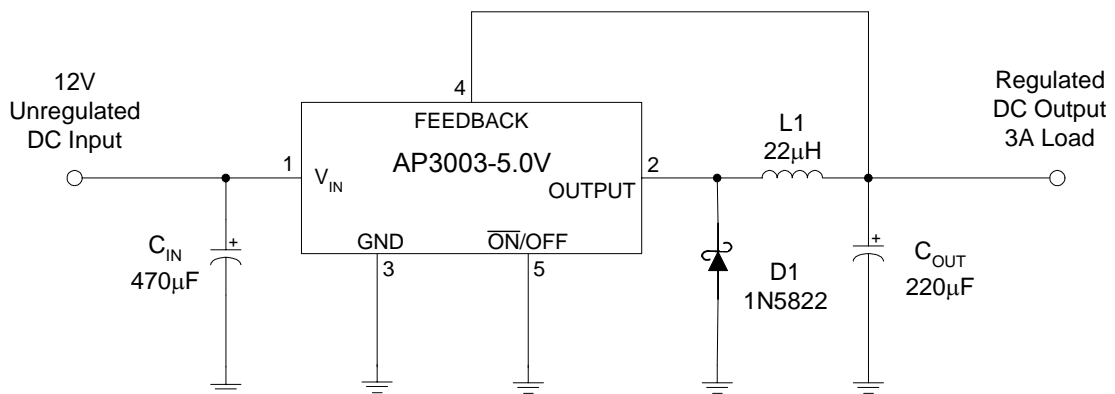 12V
Unregulated
DC Input
4
FEEDBACK
AP3003-5.0V
1
V_IN
OUTPUT
2
GND
ON/OFF
3
5
C_IN
470μF
+
L1
22μH
D1
1N5822
+
C_OUT
220μF
Regulated
DC Output
3A Load